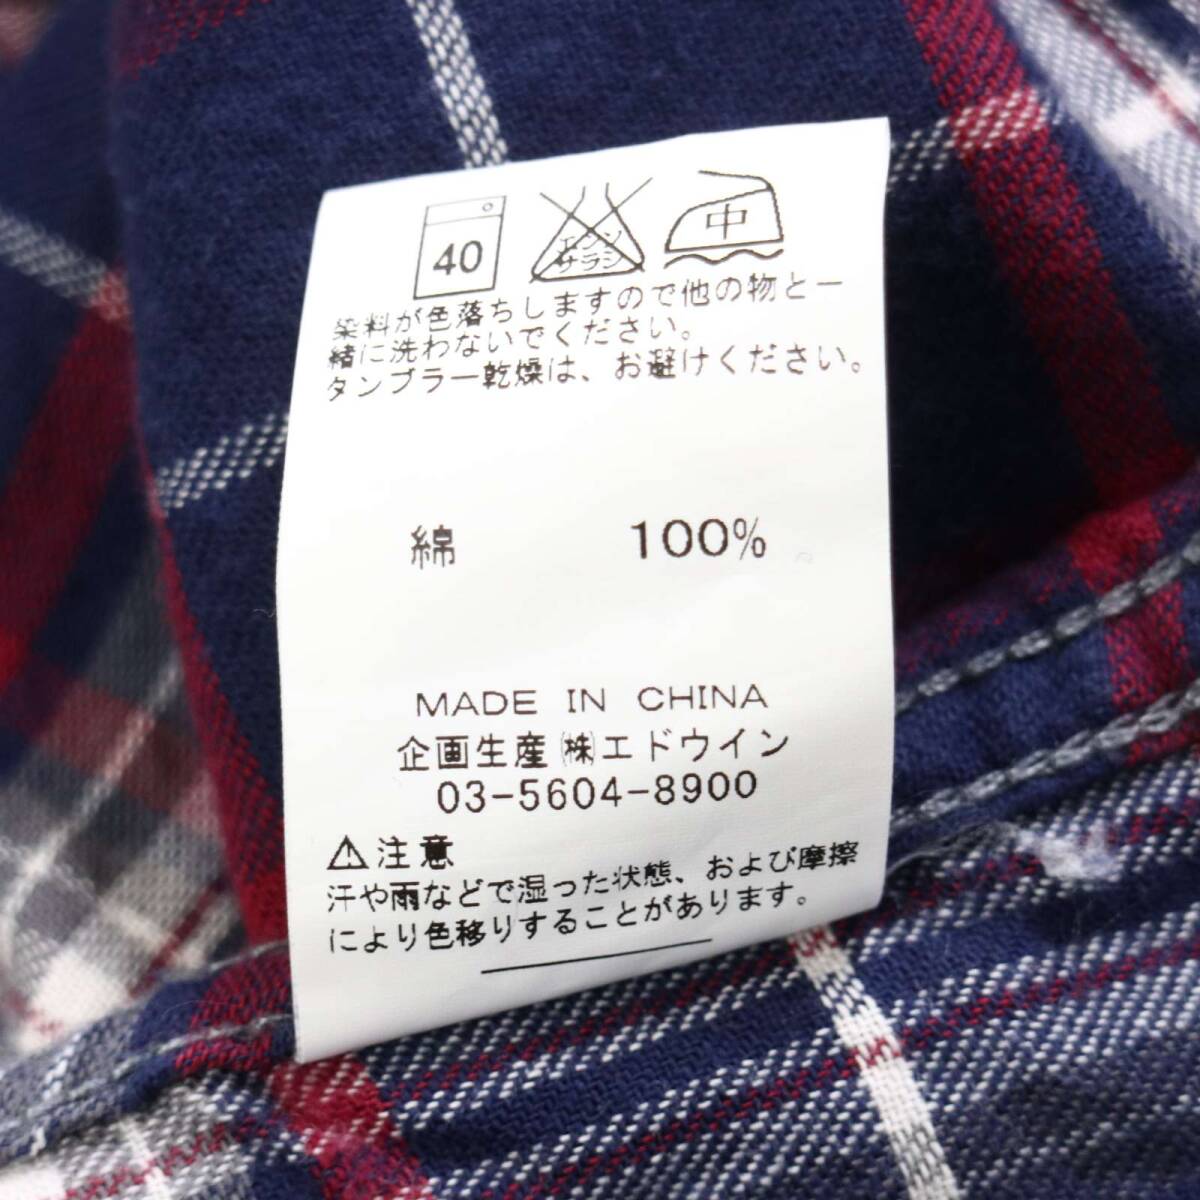 40
エンソ
サラシ
中
染料が色落ちしますので他の物と一
緒に洗わないでください。
タンブラー乾燥は、お避けください。
綿 100%
MADE IN CHINA
企画生産㈱エドウイン
03-5604-8900
⚠注意
汗や雨などで湿った状態、および摩擦
により色移りすることがあります。